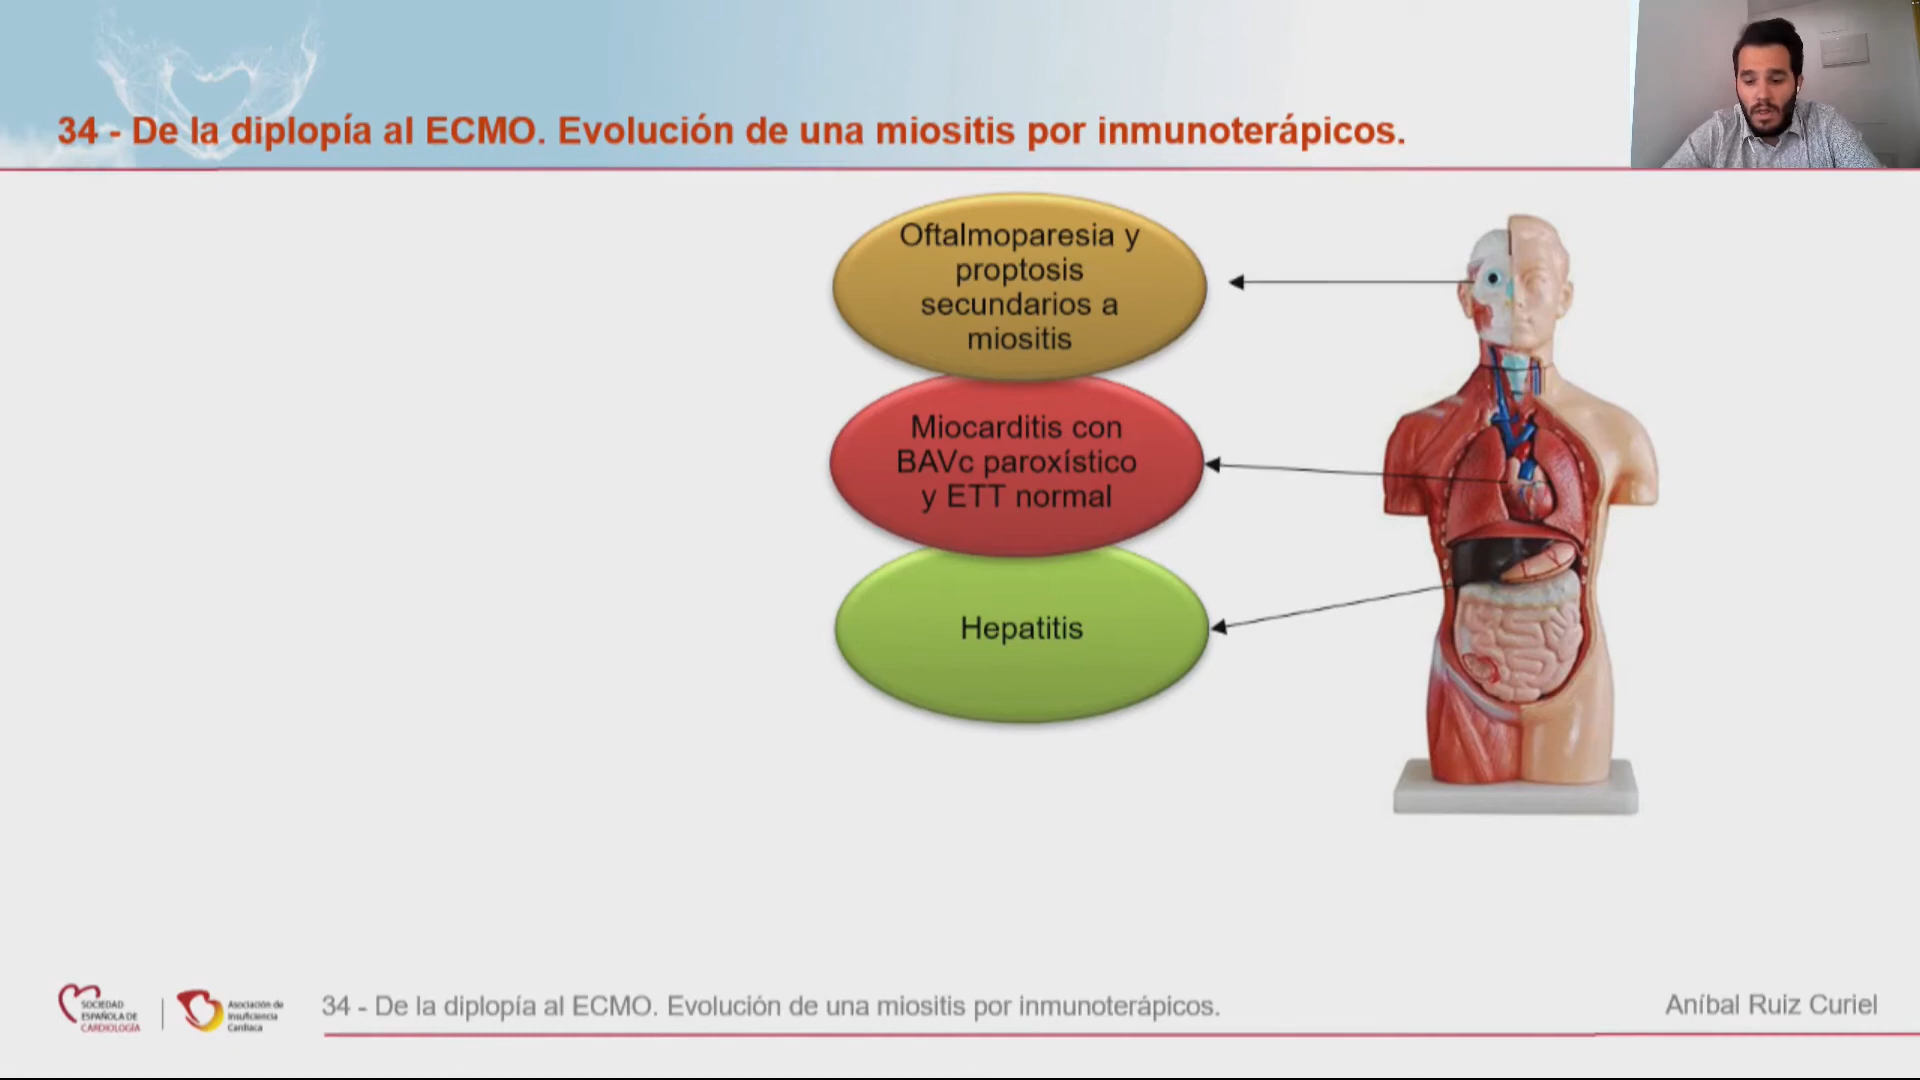 34 - De la diplopía al ECMO. Evolución de una miositis por inmunoterápicos.
Oftalmoparesia y
proptosis
secundarios a
miositis
Miocarditis con
BAVc paroxístico
y ETT normal
Hepatitis
SOCIEDAD
ESPAÑOLA DE
CARDIOLOGÍA
Asociación de
Insuficiencia
Cardiaca
34 - De la diplopía al ECMO. Evolución de una miositis por inmunoterápicos.
Aníbal Ruiz Curiel